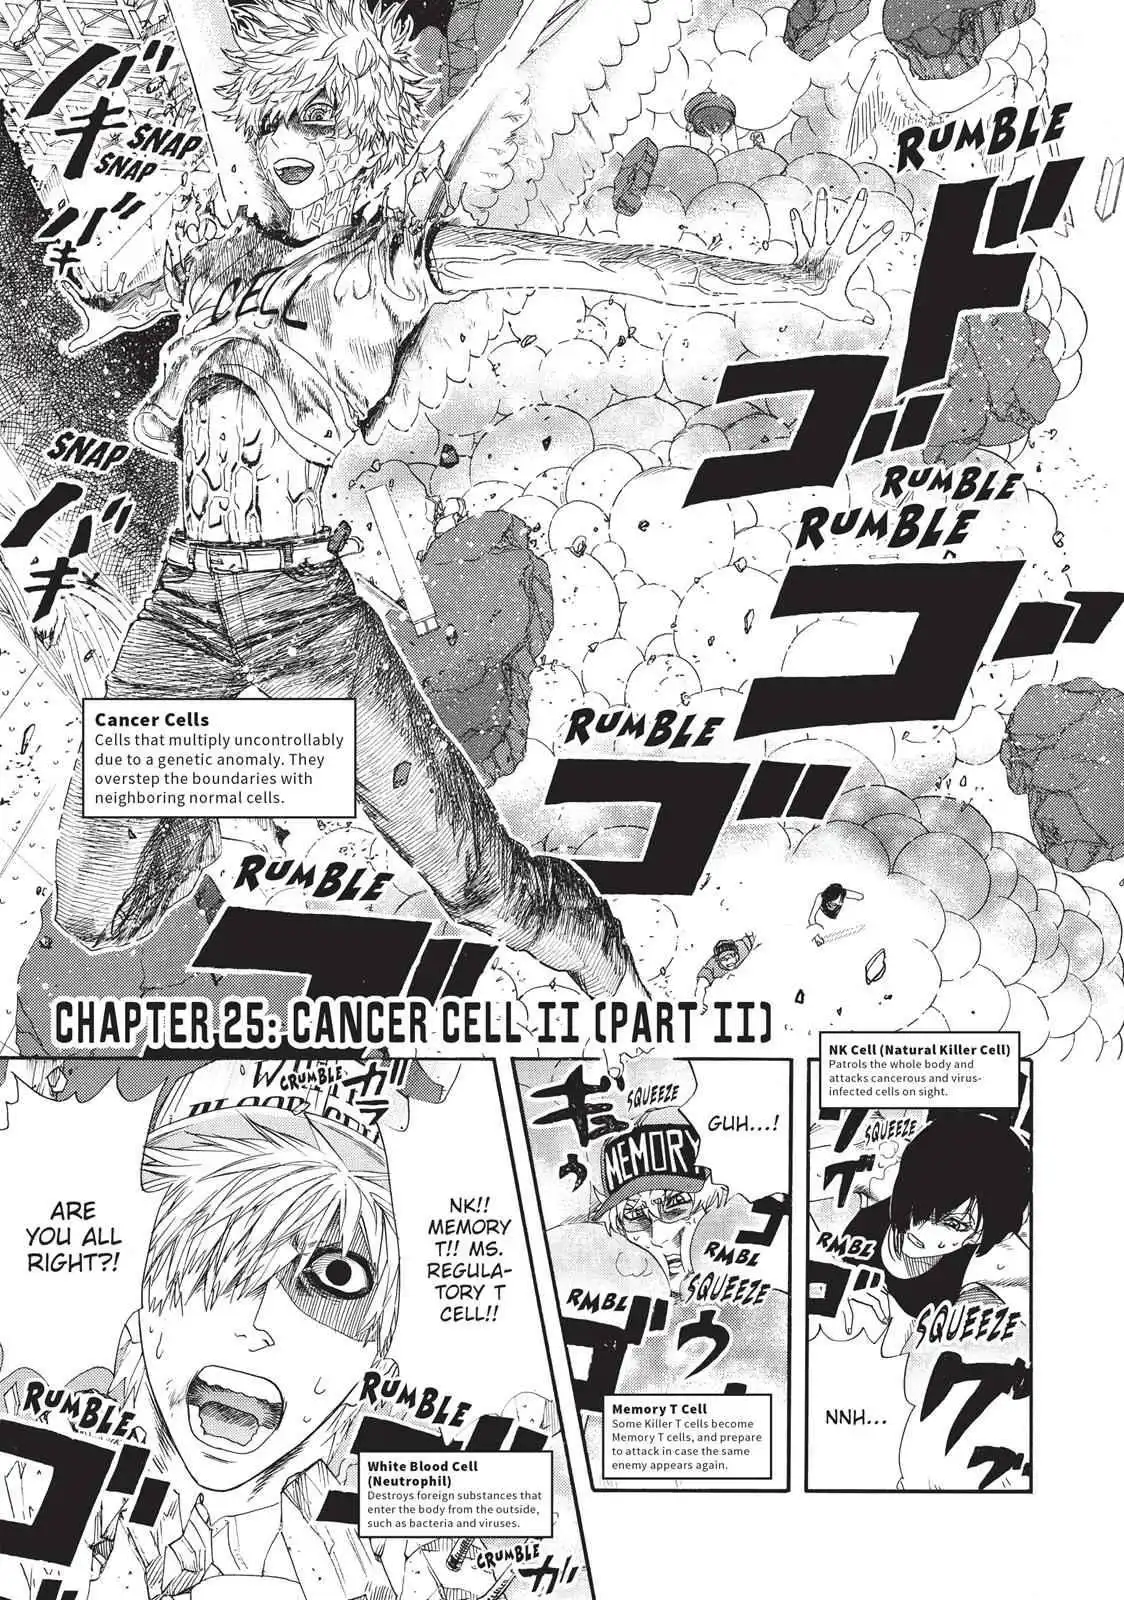 RUMBLE
ドゴゴゴゴ
SNAP
SNAP
バキバキ
CELL
RUMBLE
RUMBLE
SNAP
バキ
RUMBLE
Cancer Cells
Cells that multiply uncontrollably
due to a genetic anomaly. They
overstep the boundaries with
neighboring normal cells.
RUMBLE
CHAPTER 25: CANCER CELL II (PART II)
NK Cell (Natural Killer Cell)
Patrols the whole body and
attacks cancerous and virus-
infected cells on sight.
SQUEEZE
RMBL
SQUEEZE
NNH...
SQUEEZE
ギュウ
GUH...!
MEMORY
ゴゴ
RMBL
SQUEEZE
RMBL
Memory T Cell
Some Killer T cells become
Memory T cells, and prepare
to attack in case the same
enemy appears again.
CRUMBLE
ガラ
BLOOD CELL
NK!!
MEMORY
T!! MS.
REGULA-
TORY T
CELL!!
ARE
YOU ALL
RIGHT?!
RUMBLE
RUMBLE
White Blood Cell
(Neutrophil)
Destroys foreign substances that
enter the body from the outside,
such as bacteria and viruses.
CRUMBLE